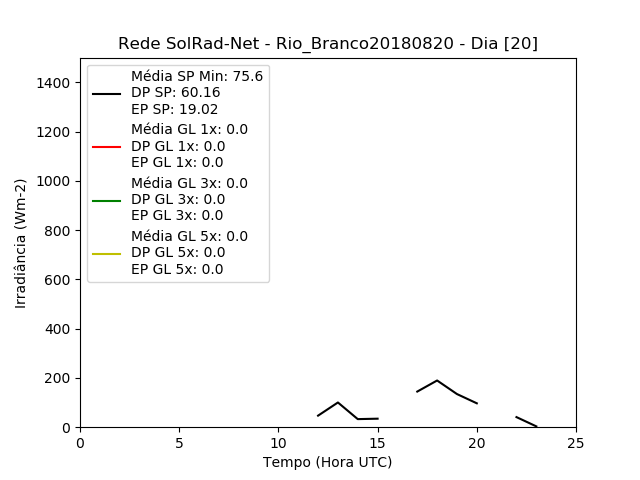 Rede SolRad-Net - Rio_Branco20180820 - Dia [20]
Média SP Min: 75.6
DP SP: 60.16
EP SP: 19.02
Média GL 1x: 0.0
DP GL 1x: 0.0
EP GL 1x: 0.0
Média GL 3x: 0.0
DP GL 3x: 0.0
EP GL 3x: 0.0
Média GL 5x: 0.0
DP GL 5x: 0.0
EP GL 5x: 0.0
Irradiância (Wm-2)
1400
1200
1000
800
600
400
200
0
0 5 10 15 20 25
Tempo (Hora UTC)